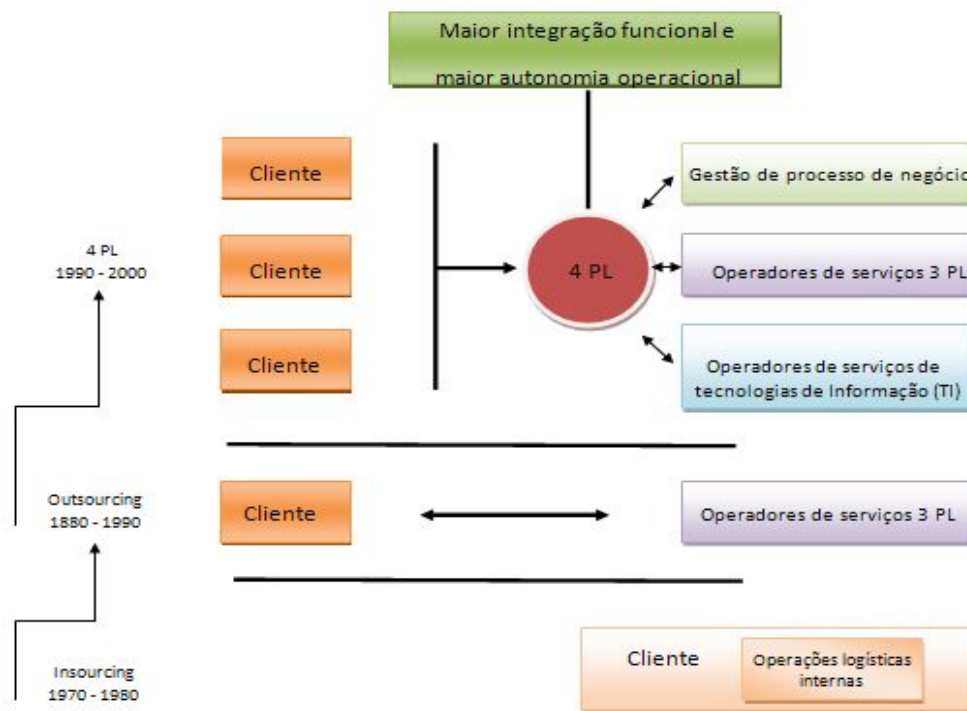 Maior integração funcional e
maior autonomia operacional
Cliente
Gestão de processo de negócio
4 PL
1990 - 2000
Cliente
4 PL
Operadores de serviços 3 PL
Cliente
Operadores de serviços de
tecnologias de Informação (TI)
Outsourcing
1880 - 1990
Cliente
Operadores de serviços 3 PL
Insourcing
1970 - 1980
Cliente
Operações logísticas
internas